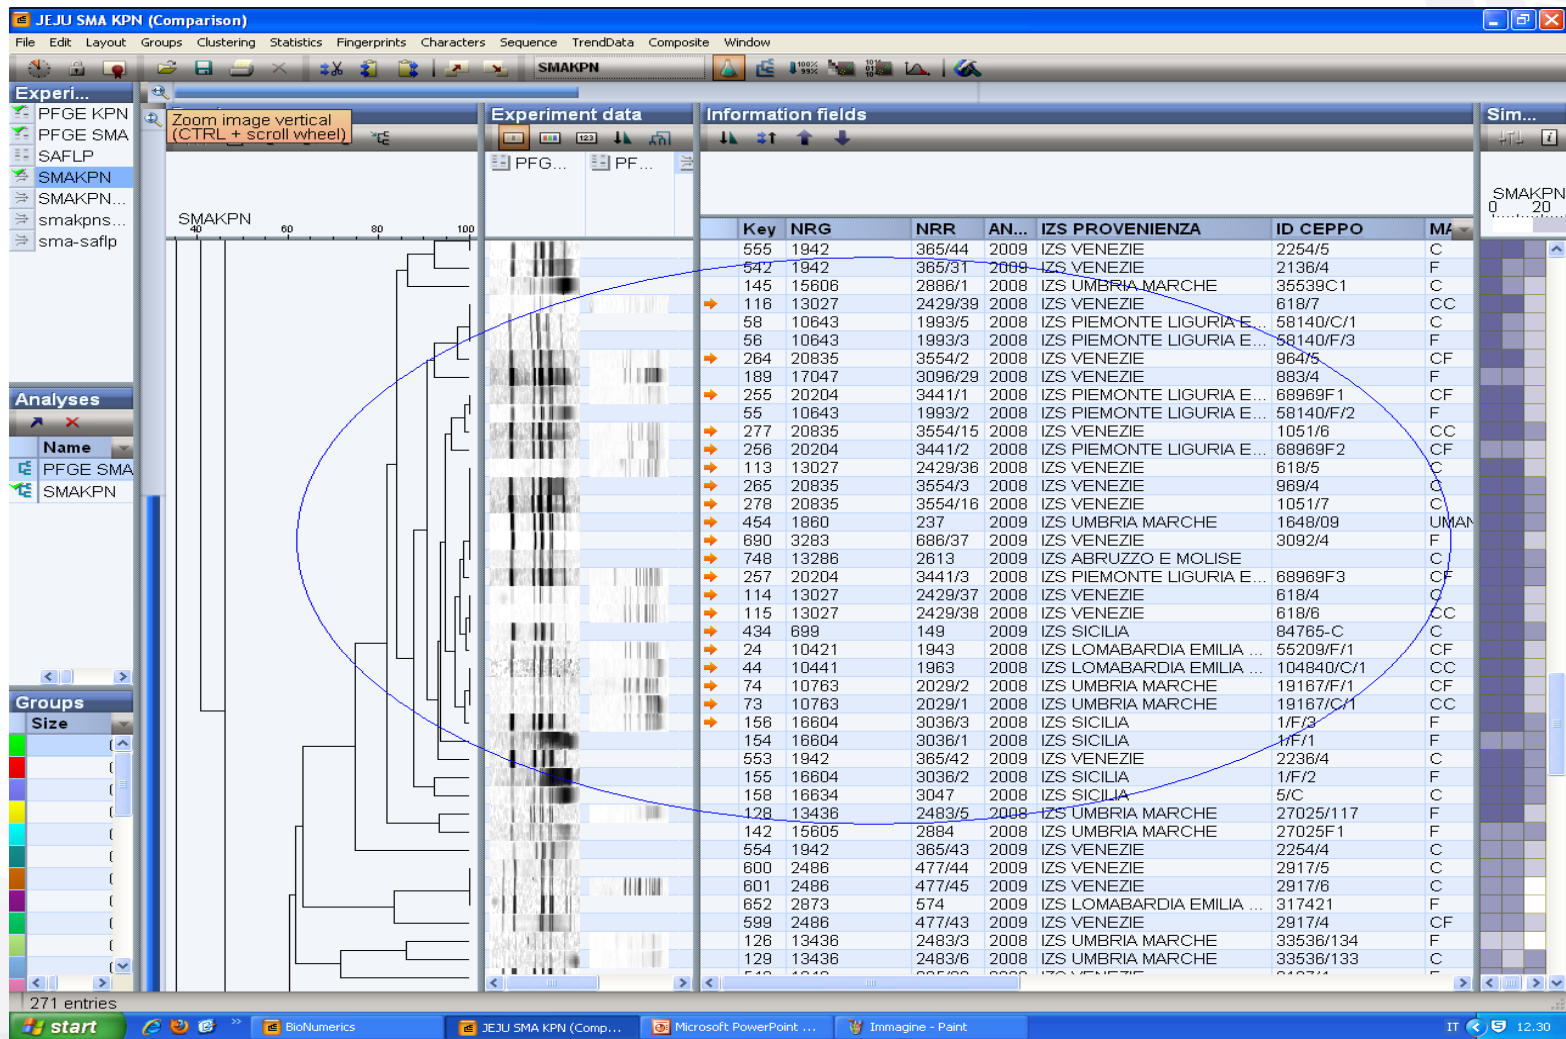 JEJU SMA KPN (Comparison)
File Edit Layout Groups Clustering Statistics Fingerprints Characters Sequence TrendData Composite Window
SMAKPN
Experi...
PFGE KPN
PFGE SMA
SAFLP
SMAKPN
SMAKPN...
smakpns...
sma-saflp
Zoom image vertical
(CTRL + scroll wheel)
SMAKPN
40 60 80 100
Experiment data
PFG... PF...
Information fields
Key NRG NRR AN... IZS PROVENIENZA ID CEPPO
555 1942 365/44 2009 IZS VENEZIE 2254/5 C
542 1942 365/31 2009 IZS VENEZIE 2136/4 F
145 15606 2886/1 2008 IZS UMBRIA MARCHE 35539C1 C
116 13027 2429/39 2008 IZS VENEZIE 618/7 CC
58 10643 1993/5 2008 IZS PIEMONTE LIGURIA E... 58140/C/1 C
56 10643 1993/3 2008 IZS PIEMONTE LIGURIA E... 58140/F/3 F
264 20835 3554/2 2008 IZS VENEZIE 964/5 CF
189 17047 3096/29 2008 IZS VENEZIE 883/4 F
255 20204 3441/1 2008 IZS PIEMONTE LIGURIA E... 68969F1 CF
55 10643 1993/2 2008 IZS PIEMONTE LIGURIA E... 58140/F/2 F
277 20835 3554/15 2008 IZS VENEZIE 1051/6 CC
256 20204 3441/2 2008 IZS PIEMONTE LIGURIA E... 68969F2 CF
113 13027 2429/36 2008 IZS VENEZIE 618/5 C
265 20835 3554/3 2008 IZS VENEZIE 969/4 C
278 20835 3554/16 2008 IZS VENEZIE 1051/7 C
454 1860 237 2009 IZS UMBRIA MARCHE 1648/09 UMAN
690 3283 686/37 2009 IZS VENEZIE 3092/4 F
748 13286 2613 2009 IZS ABRUZZO E MOLISE C
257 20204 3441/3 2008 IZS PIEMONTE LIGURIA E... 68969F3 CF
114 13027 2429/37 2008 IZS VENEZIE 618/4 C
115 13027 2429/38 2008 IZS VENEZIE 618/6 CC
434 699 149 2009 IZS SICILIA 84765-C C
24 10421 1943 2008 IZS LOMABARDIA EMILIA ... 55209/F/1 CF
44 10441 1963 2008 IZS LOMABARDIA EMILIA ... 104840/C/1 CC
74 10763 2029/2 2008 IZS UMBRIA MARCHE 19167/F/1 CF
73 10763 2029/1 2008 IZS UMBRIA MARCHE 19167/C/1 CC
156 16604 3036/3 2008 IZS SICILIA 1/F/3 F
154 16604 3036/1 2008 IZS SICILIA 1/F/1 F
553 1942 365/42 2009 IZS VENEZIE 2236/4 C
155 16604 3036/2 2008 IZS SICILIA 1/F/2 F
158 16634 3047 2008 IZS SICILIA 5/C C
128 13436 2483/5 2008 IZS UMBRIA MARCHE 27025/117 F
142 15605 2884 2008 IZS UMBRIA MARCHE 27025F1 F
554 1942 365/43 2009 IZS VENEZIE 2254/4 C
600 2486 477/44 2009 IZS VENEZIE 2917/5 C
601 2486 477/45 2009 IZS VENEZIE 2917/6 C
652 2873 574 2009 IZS LOMABARDIA EMILIA ... 317421 F
599 2486 477/43 2009 IZS VENEZIE 2917/4 CF
126 13436 2483/3 2008 IZS UMBRIA MARCHE 33536/134 F
129 13436 2483/6 2008 IZS UMBRIA MARCHE 33536/133 C
Sim...
SMAKPN
0 20
Analyses
Name
PFGE SMA
SMAKPN
Groups
Size
271 entries
start
BioNumerics
JEJU SMA KPN (Comp...
Microsoft PowerPoint ...
Immagine - Paint
IT
12.30